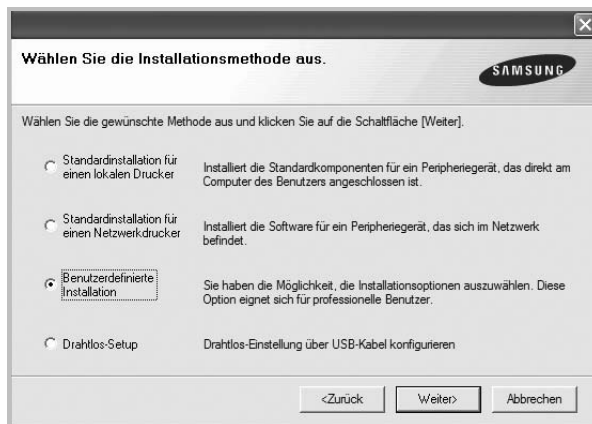 Wählen Sie die Installationsmethode aus.
SAMSUNG
Wählen Sie die gewünschte Methode aus und klicken Sie auf die Schaltfläche [Weiter].
Standardinstallation für
einen lokalen Drucker
Installiert die Standardkomponenten für ein Peripheriegerät, das direkt am
Computer des Benutzers angeschlossen ist.
Standardinstallation für
einen Netzwerkdrucker
Installiert die Software für ein Peripheriegerät, das sich im Netzwerk
befindet.
Benutzerdefinierte
Installation
Sie haben die Möglichkeit, die Installationsoptionen auszuwählen. Diese
Option eignet sich für professionelle Benutzer.
Drahtlos-Setup
Drahtlos-Einstellung über USB-Kabel konfigurieren
<Zurück
Weiter>
Abbrechen